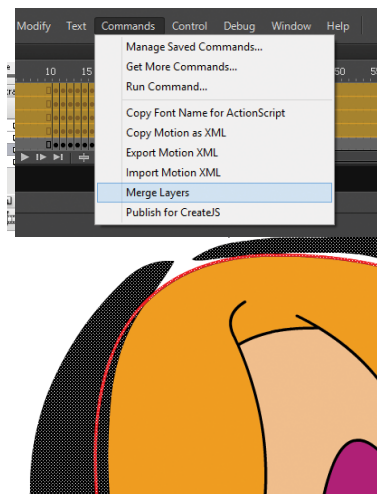 Modify Text Commands Control Debug Window Help
Manage Saved Commands...
Get More Commands...
Run Command...
10 15 50
Copy Font Name for ActionScript
Copy Motion as XML
Export Motion XML
Import Motion XML
Merge Layers
Publish for CreateJS